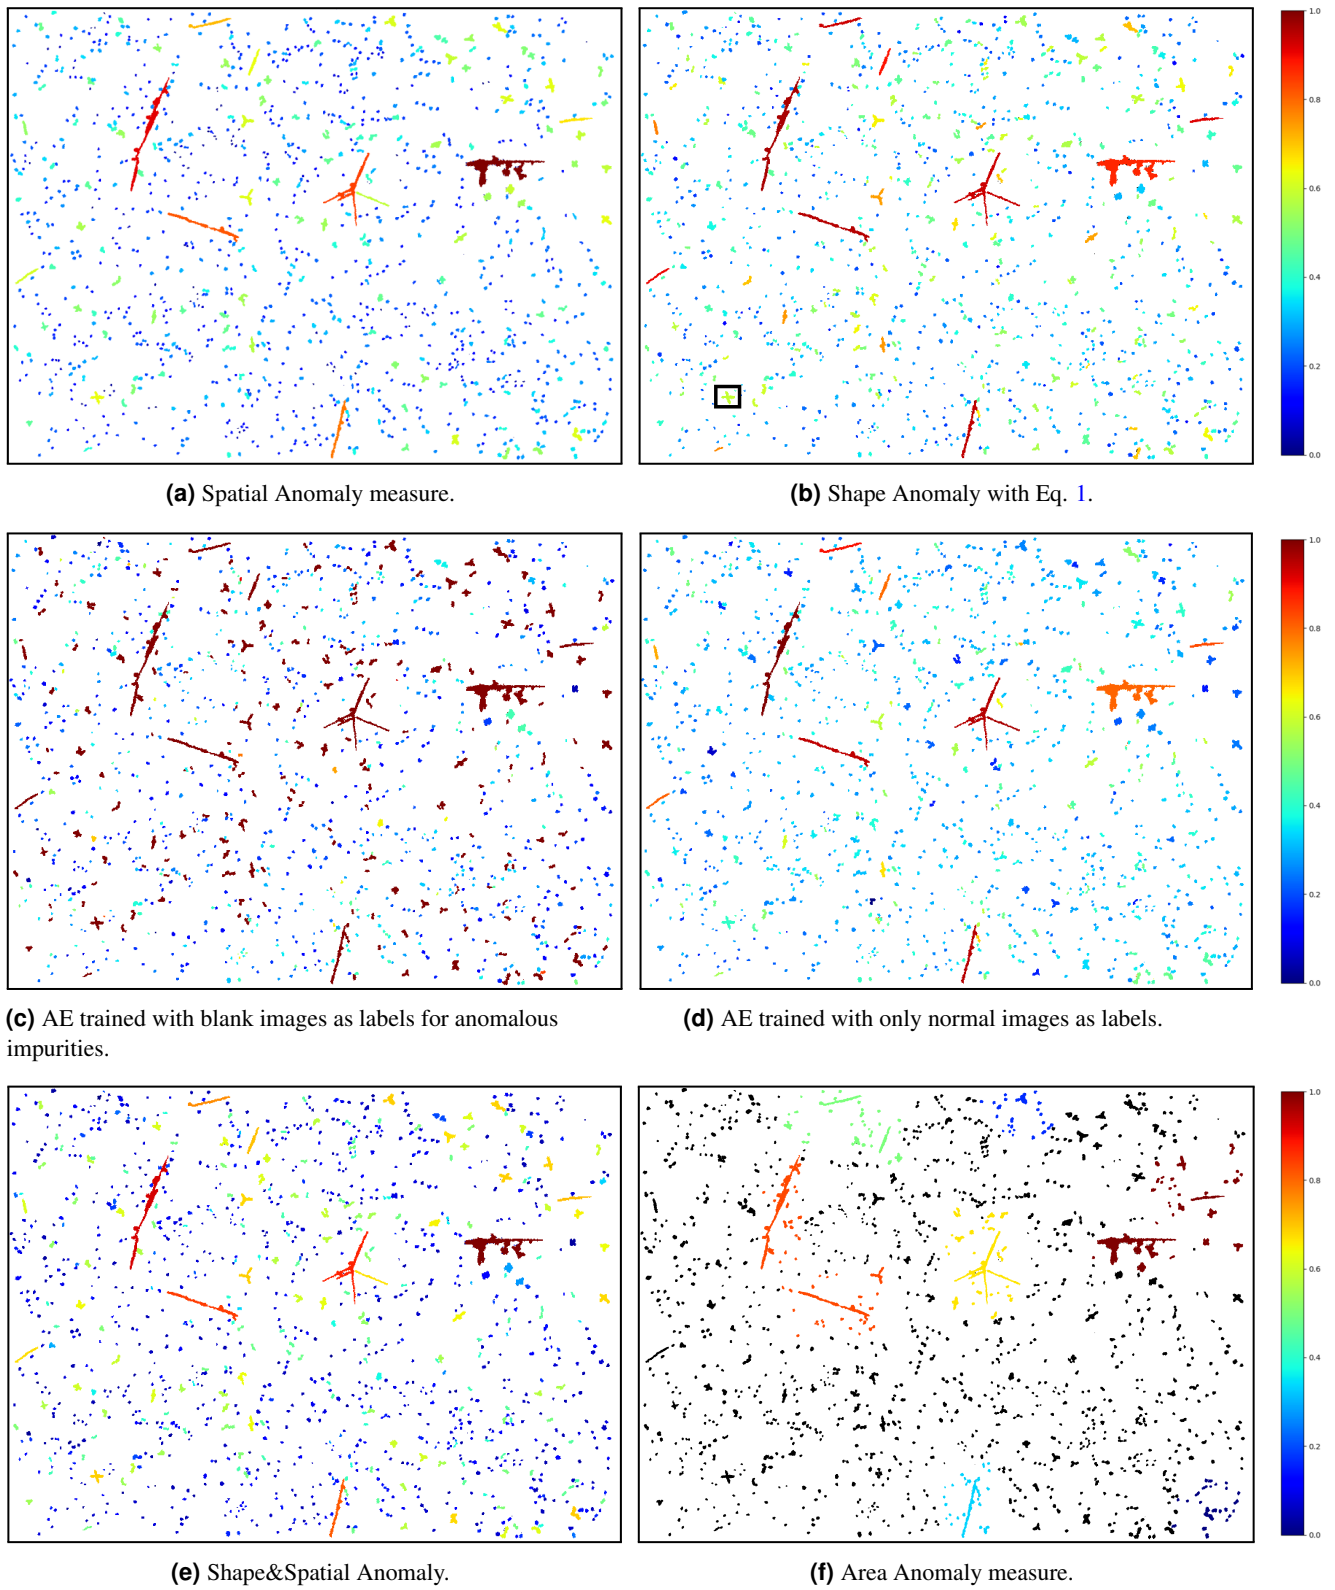 1.0
0.8
0.6
0.4
0.2
0.0
(a) Spatial Anomaly measure.
(b) Shape Anomaly with Eq. 1.
1.0
0.8
0.6
0.4
0.2
0.0
(c) AE trained with blank images as labels for anomalous
impurities.
(d) AE trained with only normal images as labels.
1.0
0.8
0.6
0.4
0.2
0.0
(e) Shape&Spatial Anomaly.
(f) Area Anomaly measure.